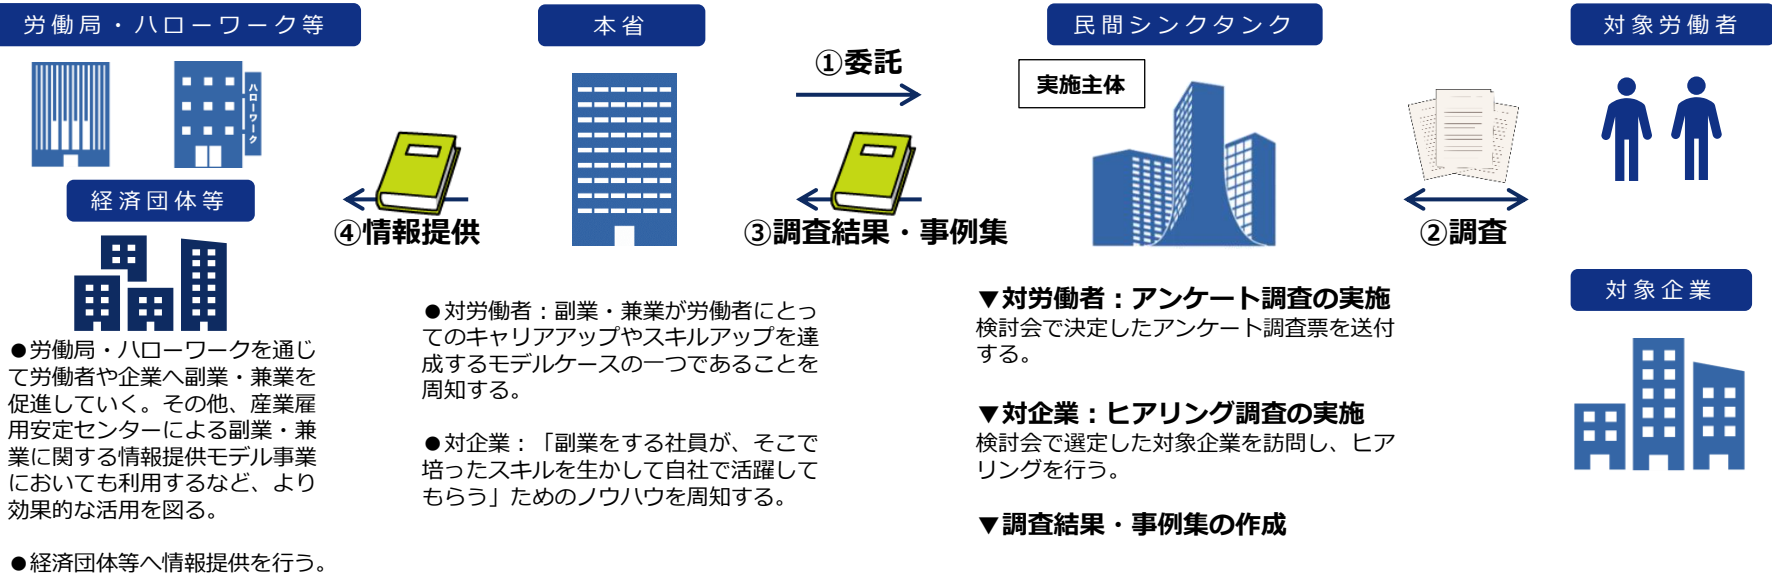 労働局・ハローワーク等
ハローワーク
経済団体等
●労働局・ハローワークを通じ
て労働者や企業へ副業・兼業を
促進していく。その他、産業雇
用安定センターによる副業・兼
業に関する情報提供モデル事業
においても利用するなど、より
効果的な活用を図る。
●経済団体等へ情報提供を行う。
④情報提供
本省
●対労働者：副業・兼業が労働者にとっ
てのキャリアアップやスキルアップを達
成するモデルケースの一つであることを
周知する。
●対企業：「副業をする社員が、そこで
培ったスキルを生かして自社で活躍して
もらう」ためのノウハウを周知する。
①委託
③調査結果・事例集
民間シンクタンク
実施主体
▼対労働者：アンケート調査の実施
検討会で決定したアンケート調査票を送付
する。
▼対企業：ヒアリング調査の実施
検討会で選定した対象企業を訪問し、ヒア
リングを行う。
▼調査結果・事例集の作成
②調査
対象労働者
対象企業